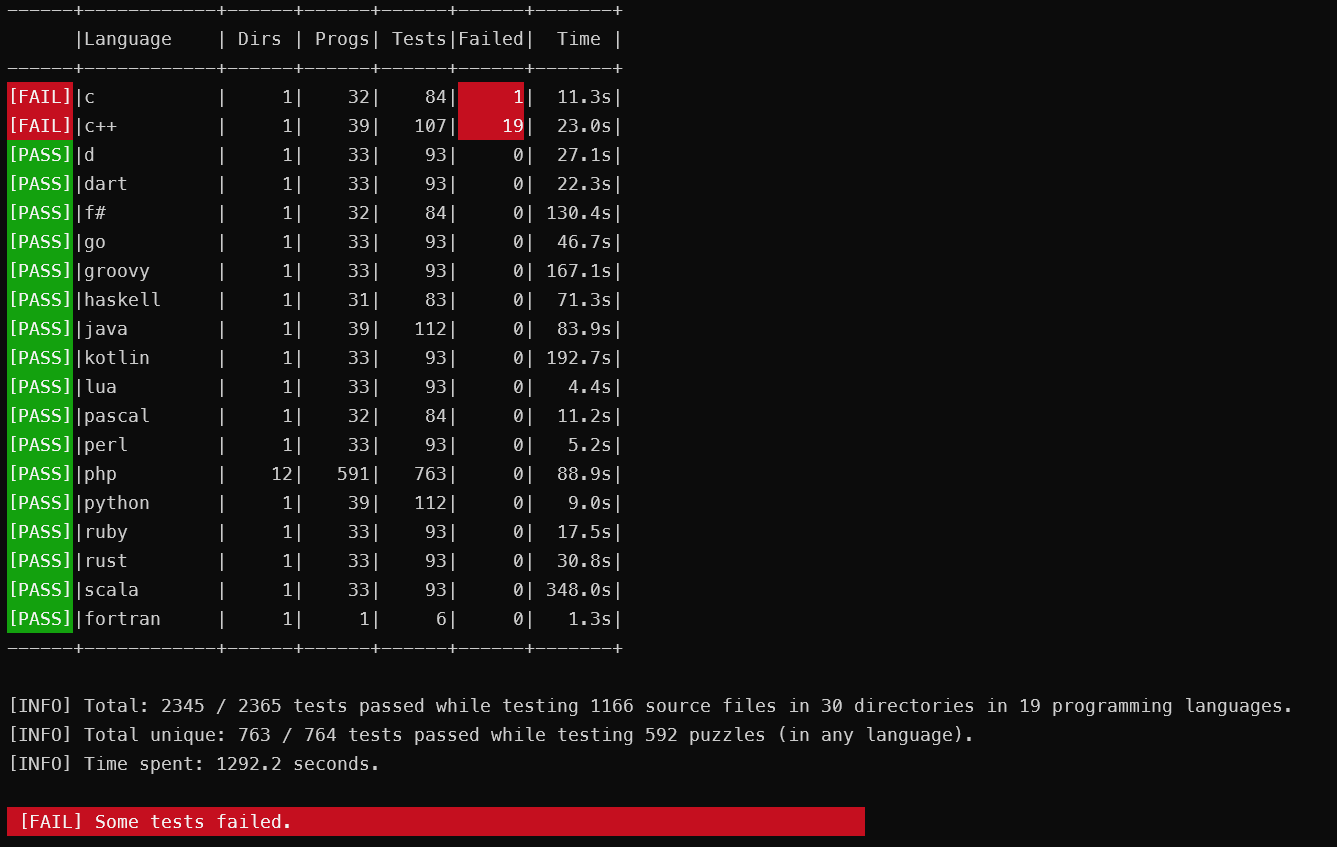 ------+------------+------+------+------+------+-------+
      |Language    | Dirs | Progs| Tests|Failed|  Time |
------+------------+------+------+------+------+-------+
[FAIL]|c           |     1|    32|    84|     1|  11.3s|
[FAIL]|c++         |     1|    39|   107|    19|  23.0s|
[PASS]|d           |     1|    33|    93|     0|  27.1s|
[PASS]|dart        |     1|    33|    93|     0|  22.3s|
[PASS]|f#          |     1|    32|    84|     0| 130.4s|
[PASS]|go          |     1|    33|    93|     0|  46.7s|
[PASS]|groovy      |     1|    33|    93|     0| 167.1s|
[PASS]|haskell     |     1|    31|    83|     0|  71.3s|
[PASS]|java        |     1|    39|   112|     0|  83.9s|
[PASS]|kotlin      |     1|    33|    93|     0| 192.7s|
[PASS]|lua         |     1|    33|    93|     0|   4.4s|
[PASS]|pascal      |     1|    32|    84|     0|  11.2s|
[PASS]|perl        |     1|    33|    93|     0|   5.2s|
[PASS]|php         |    12|   591|   763|     0|  88.9s|
[PASS]|python      |     1|    39|   112|     0|   9.0s|
[PASS]|ruby        |     1|    33|    93|     0|  17.5s|
[PASS]|rust        |     1|    33|    93|     0|  30.8s|
[PASS]|scala       |     1|    33|    93|     0| 348.0s|
[PASS]|fortran     |     1|     1|     6|     0|   1.3s|
------+------------+------+------+------+------+-------+
[INFO] Total: 2345 / 2365 tests passed while testing 1166 source files in 30 directories in 19 programming languages.
[INFO] Total unique: 763 / 764 tests passed while testing 592 puzzles (in any language).
[INFO] Time spent: 1292.2 seconds.
[FAIL] Some tests failed.